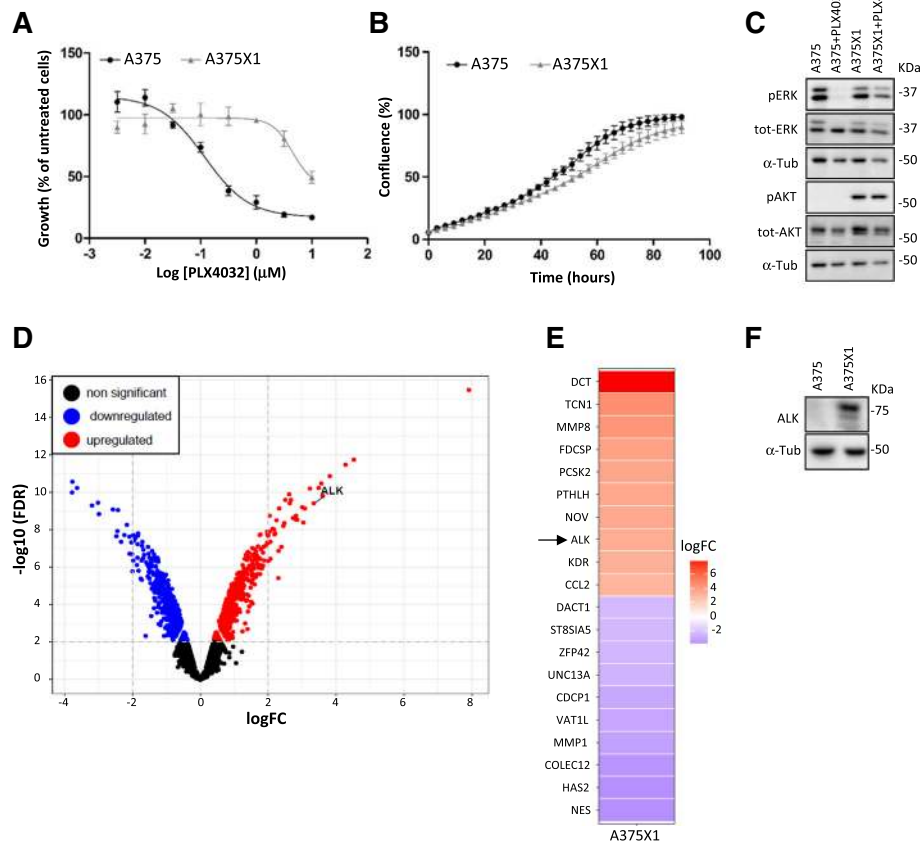 A
A375
A375X1
150
100
50
0
Growth (% of untreated cells)
-3
-2
-1
0
1
2
Log [PLX4032] (μM)
B
A375
A375X1
150
100
50
0
Confluence (%)
0
20
40
60
80
100
Time (hours)
C
A375
A375+PLX40
A375X1
A375X1+PLX
KDa
pERK
-37
tot-ERK
-37
α-Tub
-50
pAKT
-50
tot-AKT
-50
α-Tub
-50
D
non significant
downregulated
upregulated
16
14
12
10
8
6
4
2
0
-log10 (FDR)
ALK
-4
-2
0
2
4
6
8
logFC
E
DCT
TCN1
MMP8
FDCSP
PCSK2
PTHLH
NOV
ALK
KDR
CCL2
DACT1
ST8SIA5
ZFP42
UNC13A
CDCP1
VAT1L
MMP1
COLEC12
HAS2
NES
A375X1
logFC
6
4
2
0
-2
F
A375
A375X1
KDa
ALK
-75
α-Tub
-50